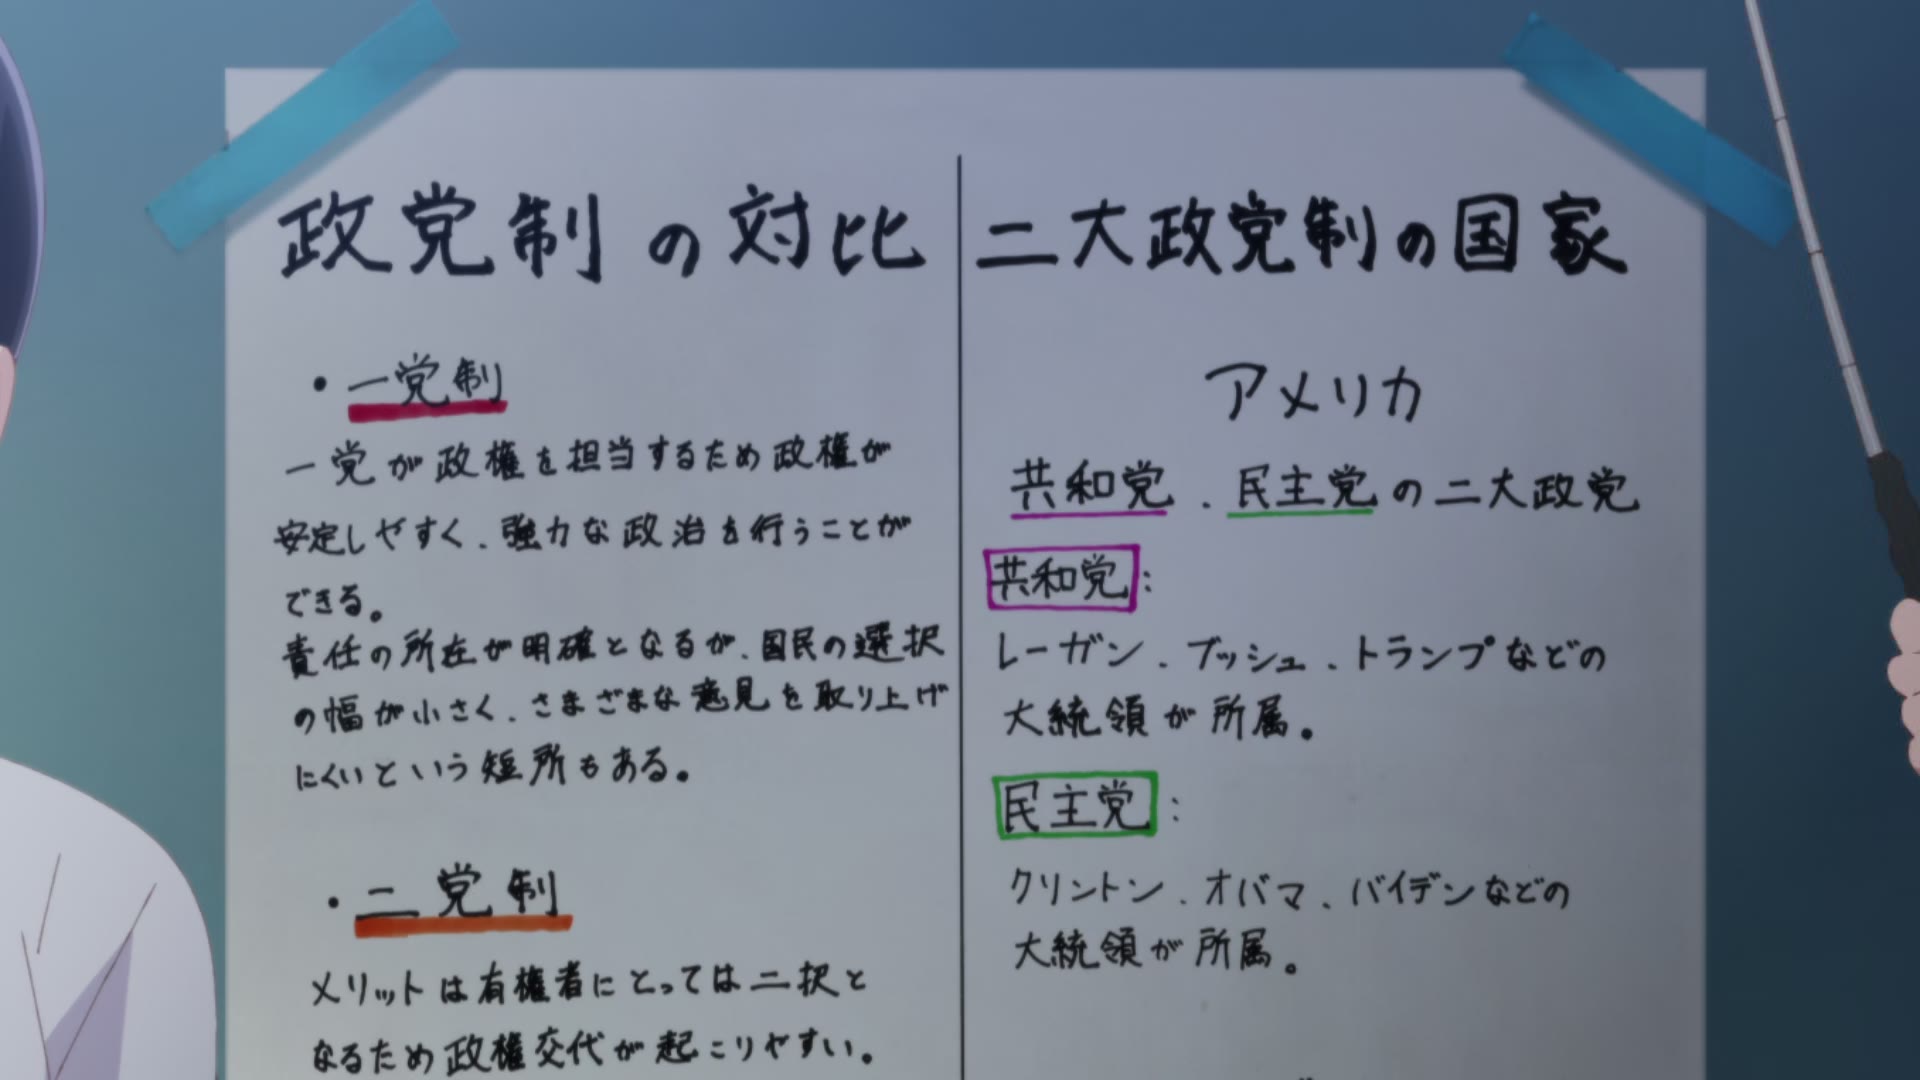 政党制の対比
・一党制
一党が政権を担当するため政権が
安定しやすく、強力な政治を行うことが
できる。
責任の所在が明確となるが、国民の選択
の幅が小さく、さまざまな意見を取り上げ
にくいという短所もある。
・二党制
メリットは有権者にとっては二択と
なるため政権交代が起こりやすい。
二大政党制の国家
アメリカ
共和党、民主党の二大政党
共和党:
レーガン、ブッシュ、トランプなどの
大統領が所属。
民主党:
クリントン、オバマ、バイデンなどの
大統領が所属。